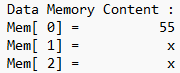 Data Memory Content :
Mem[ 0] =          55
Mem[ 1] =           x
Mem[ 2] =           x